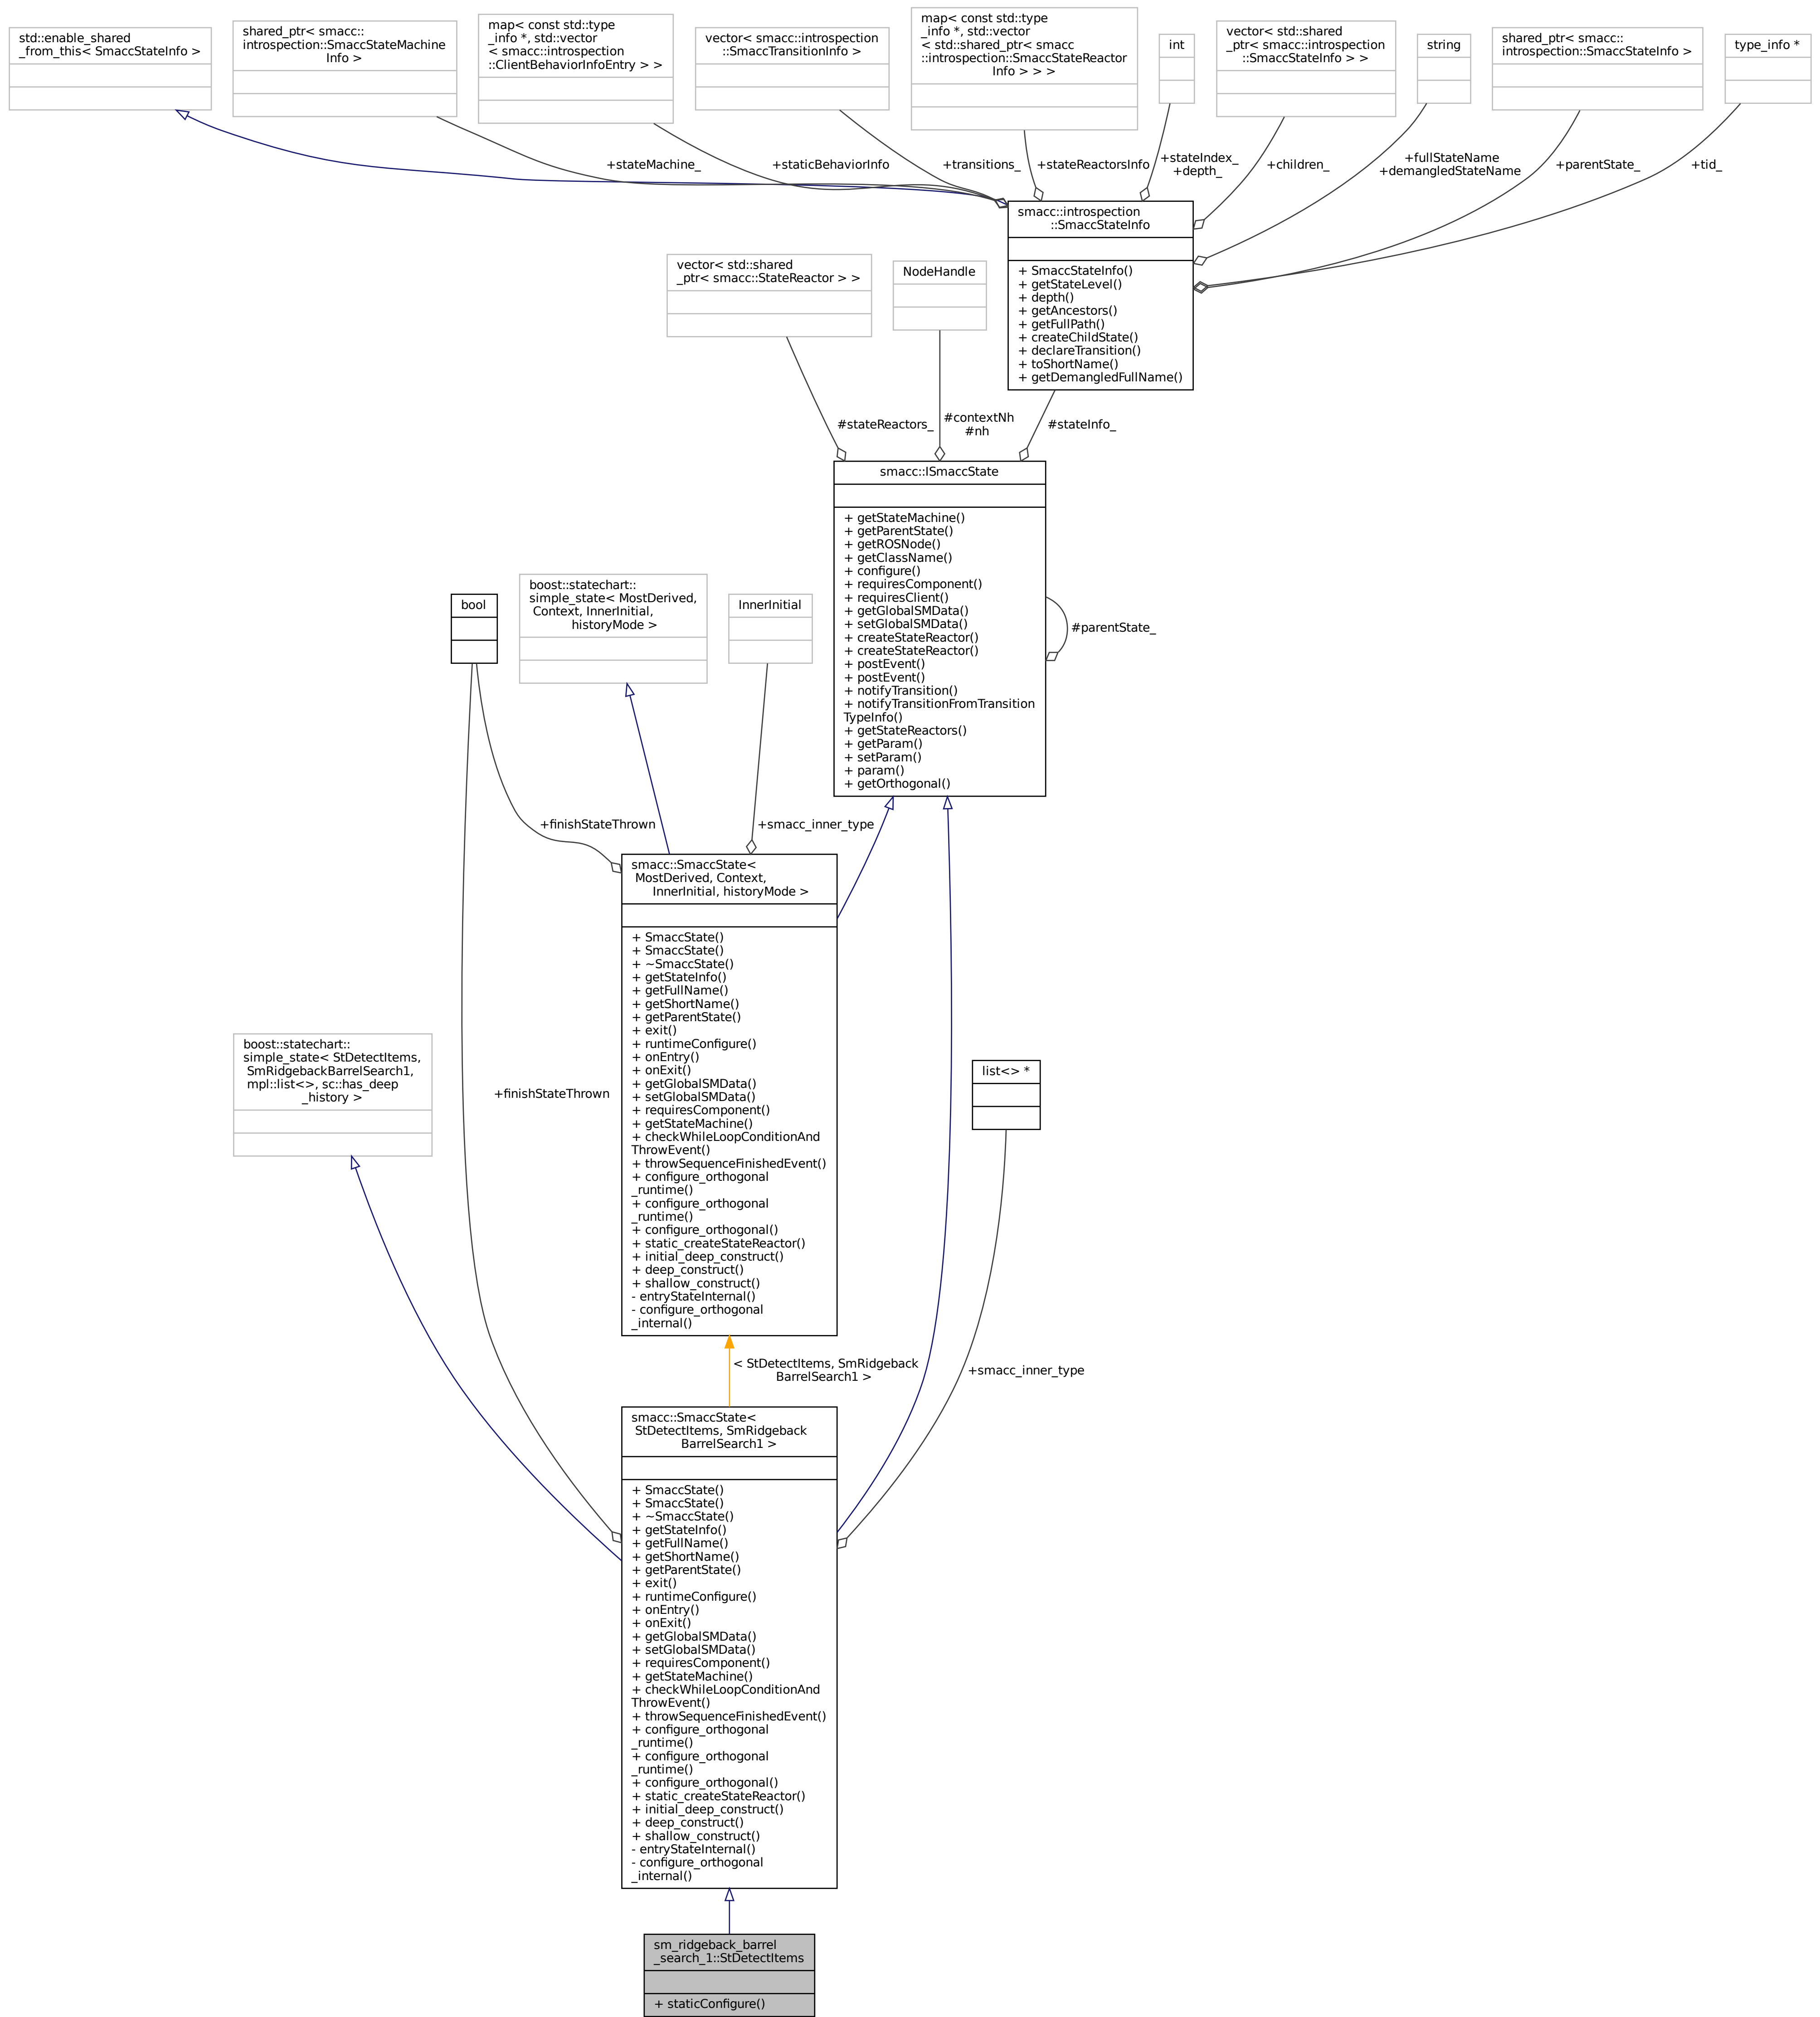 std::enable_shared
_from_this< SmaccStateInfo >
shared_ptr< smacc::
introspection::SmaccStateMachine
Info >
map< const std::type
_info *, std::vector
< smacc::introspection
::ClientBehaviorInfoEntry > >
vector< smacc::introspection
::SmaccTransitionInfo >
map< const std::type
_info *, std::vector
< std::shared_ptr< smacc
::introspection::SmaccStateReactor
Info > > >
int
vector< std::shared
_ptr< smacc::introspection
::SmaccStateInfo > >
string
shared_ptr< smacc::
introspection::SmaccStateInfo >
type_info *
+stateMachine_
+staticBehaviorInfo
+transitions_
+stateReactorsInfo
+stateIndex_
+depth_
+children_
+fullStateName
+demangledStateName
+parentState_
+tid_
smacc::introspection
::SmaccStateInfo
+ SmaccStateInfo()
+ getStateLevel()
+ depth()
+ getAncestors()
+ getFullPath()
+ createChildState()
+ declareTransition()
+ toShortName()
+ getDemangledFullName()
vector< std::shared
_ptr< smacc::StateReactor > >
NodeHandle
#stateReactors_
#contextNh
#nh
#stateInfo_
smacc::ISmaccState
+ getStateMachine()
+ getParentState()
+ getROSNode()
+ getClassName()
+ configure()
+ requiresComponent()
+ requiresClient()
+ getGlobalSMData()
+ setGlobalSMData()
+ createStateReactor()
+ createStateReactor()
+ postEvent()
+ postEvent()
+ notifyTransition()
+ notifyTransitionFromTransition
TypeInfo()
+ getStateReactors()
+ getParam()
+ setParam()
+ param()
+ getOrthogonal()
#parentState_
bool
boost::statechart::
simple_state< MostDerived,
Context, InnerInitial,
historyMode >
InnerInitial
+finishStateThrown
+smacc_inner_type
smacc::SmaccState<
MostDerived, Context,
InnerInitial, historyMode >
+ SmaccState()
+ SmaccState()
+ ~SmaccState()
+ getStateInfo()
+ getFullName()
+ getShortName()
+ getParentState()
+ exit()
+ runtimeConfigure()
+ onEntry()
+ onExit()
+ getGlobalSMData()
+ setGlobalSMData()
+ requiresComponent()
+ getStateMachine()
+ checkWhileLoopConditionAnd
ThrowEvent()
+ throwSequenceFinishedEvent()
+ configure_orthogonal
_runtime()
+ configure_orthogonal
_runtime()
+ configure_orthogonal()
+ static_createStateReactor()
+ initial_deep_construct()
+ deep_construct()
+ shallow_construct()
- entryStateInternal()
- configure_orthogonal
_internal()
boost::statechart::
simple_state< StDetectItems,
SmRidgebackBarrelSearch1,
mpl::list<>, sc::has_deep
_history >
+finishStateThrown
list<> *
< StDetectItems, SmRidgeback
BarrelSearch1 >
+smacc_inner_type
smacc::SmaccState<
StDetectItems, SmRidgeback
BarrelSearch1 >
+ SmaccState()
+ SmaccState()
+ ~SmaccState()
+ getStateInfo()
+ getFullName()
+ getShortName()
+ getParentState()
+ exit()
+ runtimeConfigure()
+ onEntry()
+ onExit()
+ getGlobalSMData()
+ setGlobalSMData()
+ requiresComponent()
+ getStateMachine()
+ checkWhileLoopConditionAnd
ThrowEvent()
+ throwSequenceFinishedEvent()
+ configure_orthogonal
_runtime()
+ configure_orthogonal
_runtime()
+ configure_orthogonal()
+ static_createStateReactor()
+ initial_deep_construct()
+ deep_construct()
+ shallow_construct()
- entryStateInternal()
- configure_orthogonal
_internal()
sm_ridgeback_barrel
_search_1::StDetectItems
+ staticConfigure()